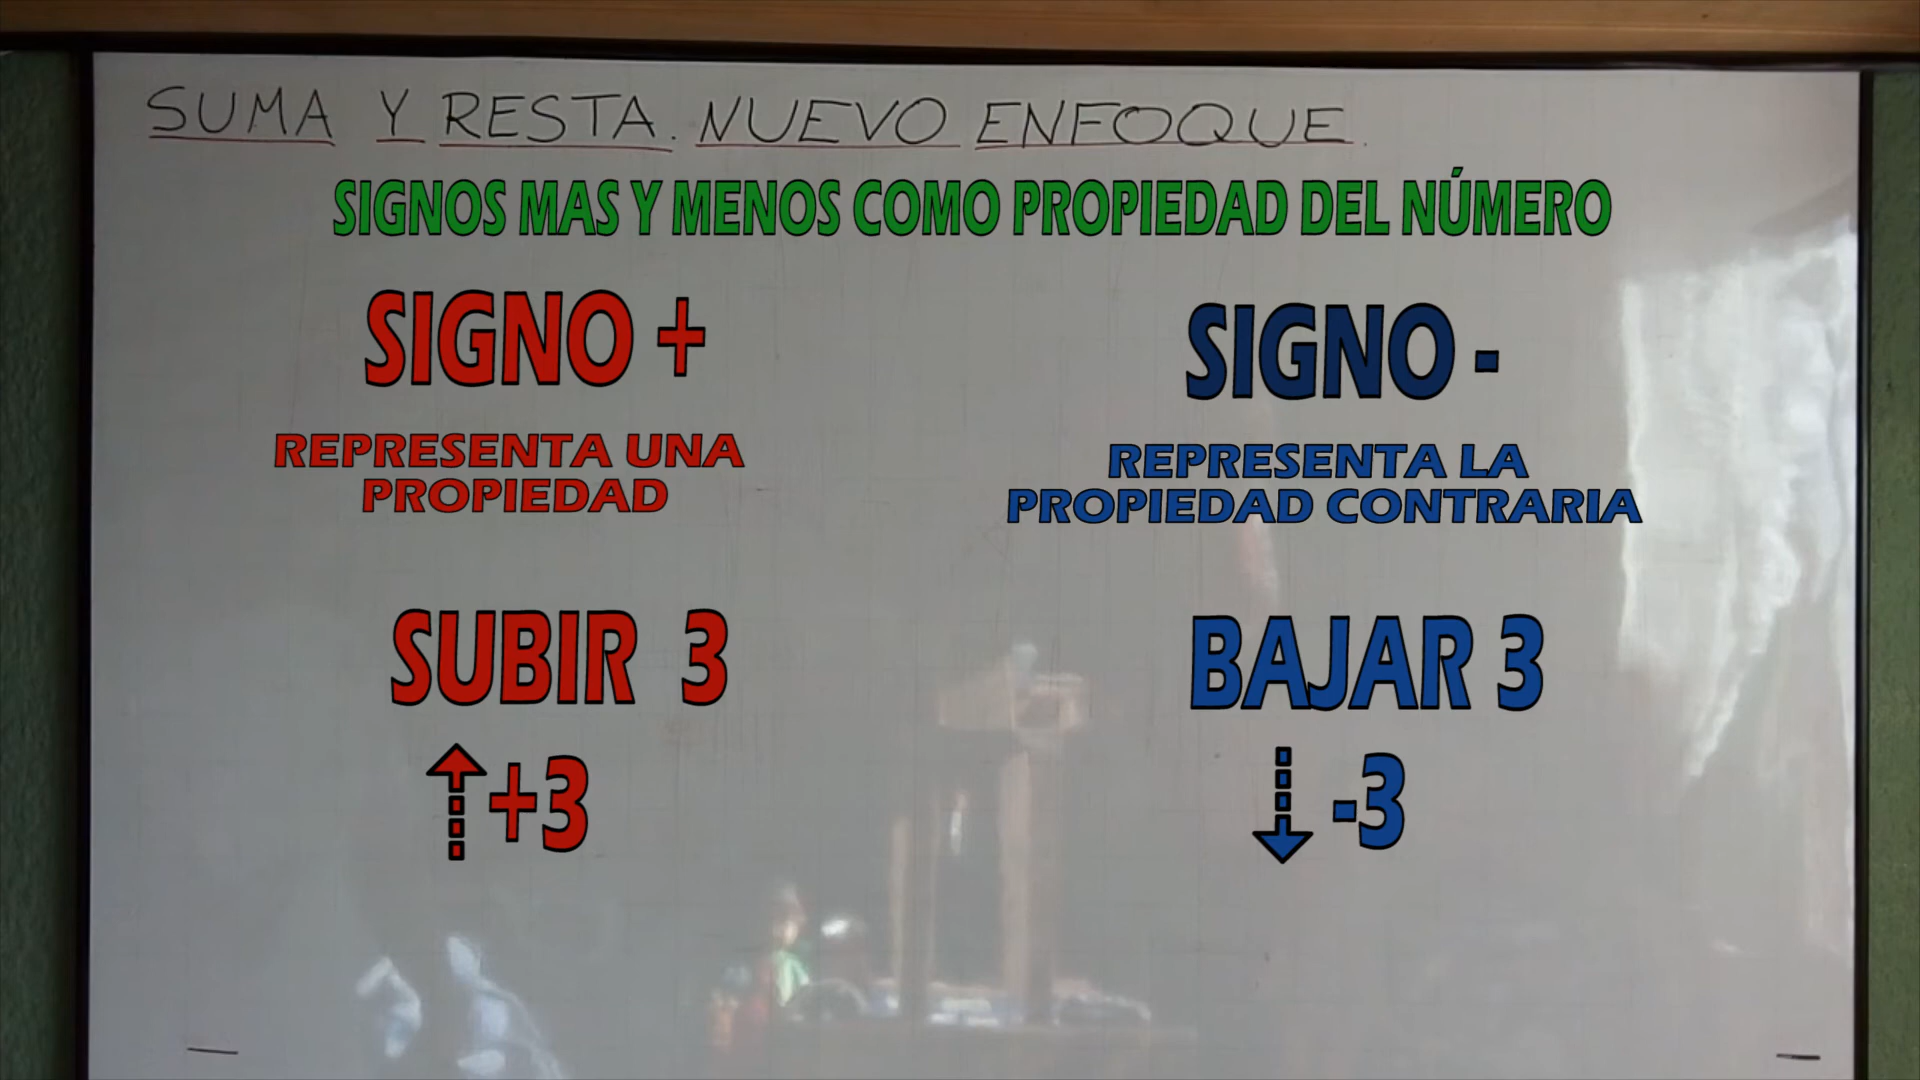 SUMA Y RESTA. NUEVO ENFOQUE.
SIGNOS MAS Y MENOS COMO PROPIEDAD DEL NÚMERO
SIGNO +
REPRESENTA UNA
PROPIEDAD
SUBIR 3
+3
SIGNO -
REPRESENTA LA
PROPIEDAD CONTRARIA
BAJAR 3
-3